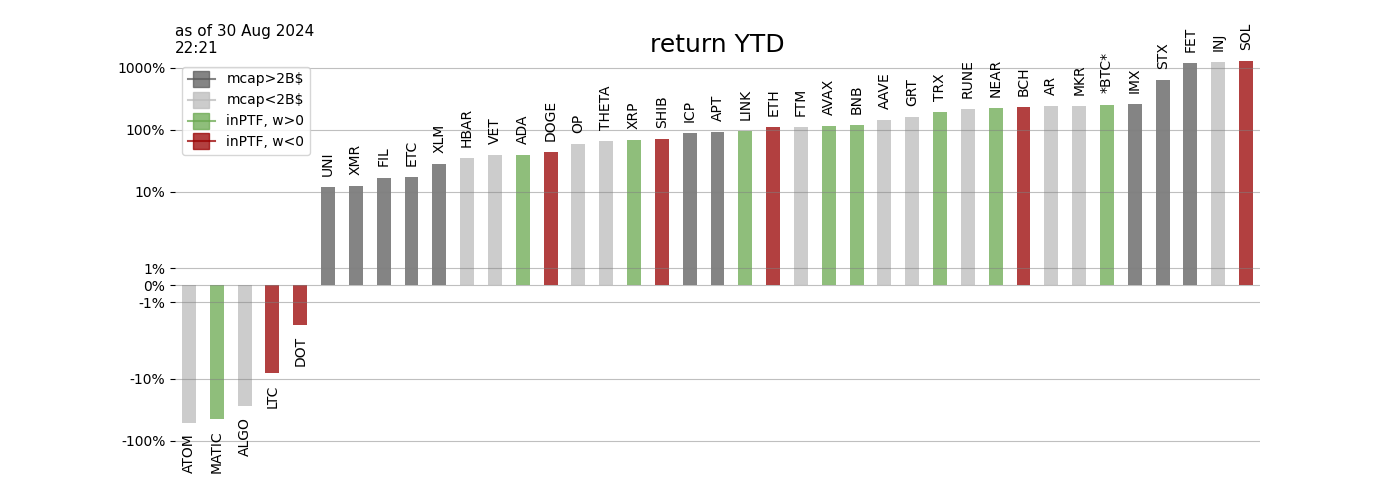 as of 30 Aug 2024
22:21
return YTD
mcap>2B$
mcap<2B$
inPTF, w>0
inPTF, w<0
1000%
100%
10%
1%
0%
-1%
-10%
-100%
ATOM
MATIC
ALGO
LTC
DOT
UNI
XMR
FIL
ETC
XLM
HBAR
VET
ADA
DOGE
OP
THETA
XRP
SHIB
ICP
APT
LINK
ETH
FTM
AVAX
BNB
AAVE
GRT
TRX
RUNE
NEAR
BCH
AR
MKR
*BTC*
IMX
STX
FET
INJ
SOL